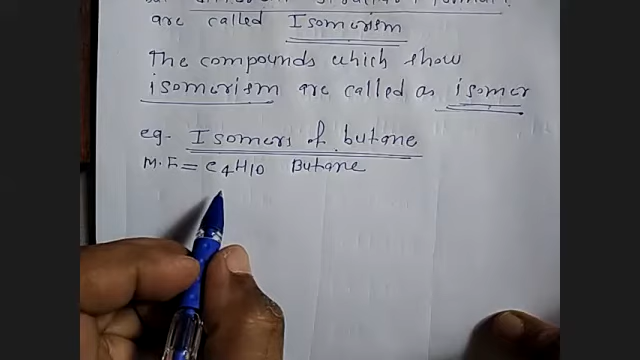 are called Isomerism
The compounds which show
isomerism are called as isomer
eg. Isomers of butane
M.F = C4H10 Butane